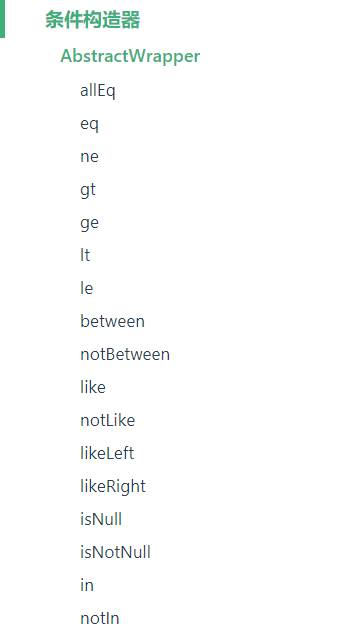 条件构造器
AbstractWrapper
allEq
eq
ne
gt
ge
lt
le
between
notBetween
like
notLike
likeLeft
likeRight
isNull
isNotNull
in
notIn